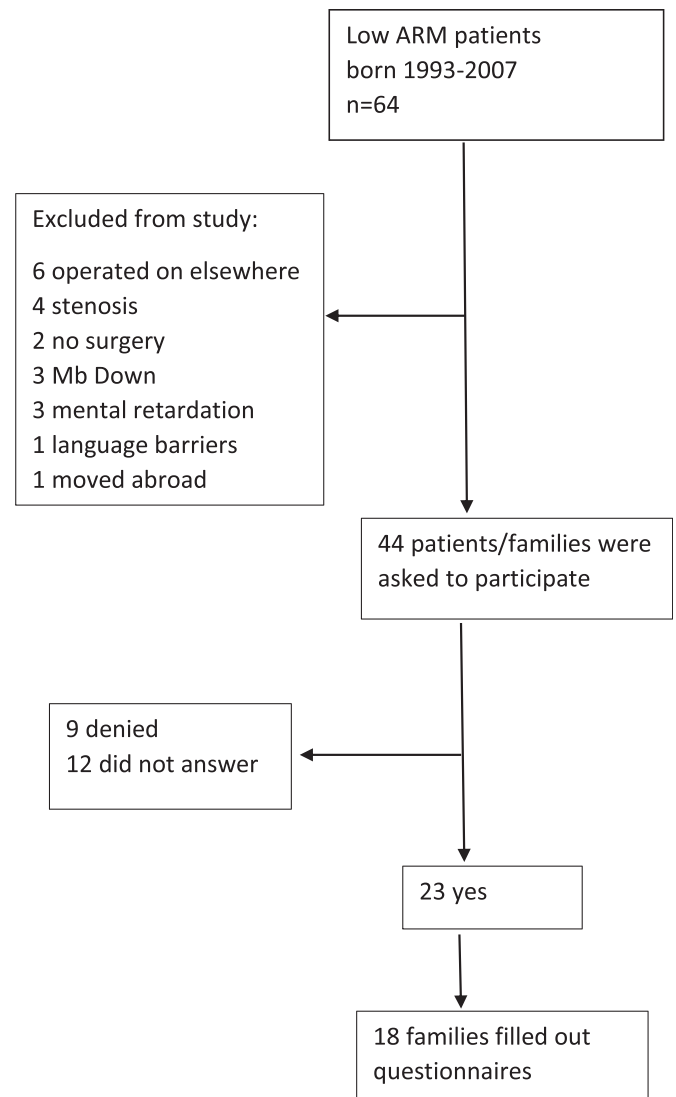 Low ARM patients
born 1993-2007
n=64
Excluded from study:
6 operated on elsewhere
4 stenosis
2 no surgery
3 Mb Down
3 mental retardation
1 language barriers
1 moved abroad
44 patients/families were
asked to participate
9 denied
12 did not answer
23 yes
18 families filled out
questionnaires